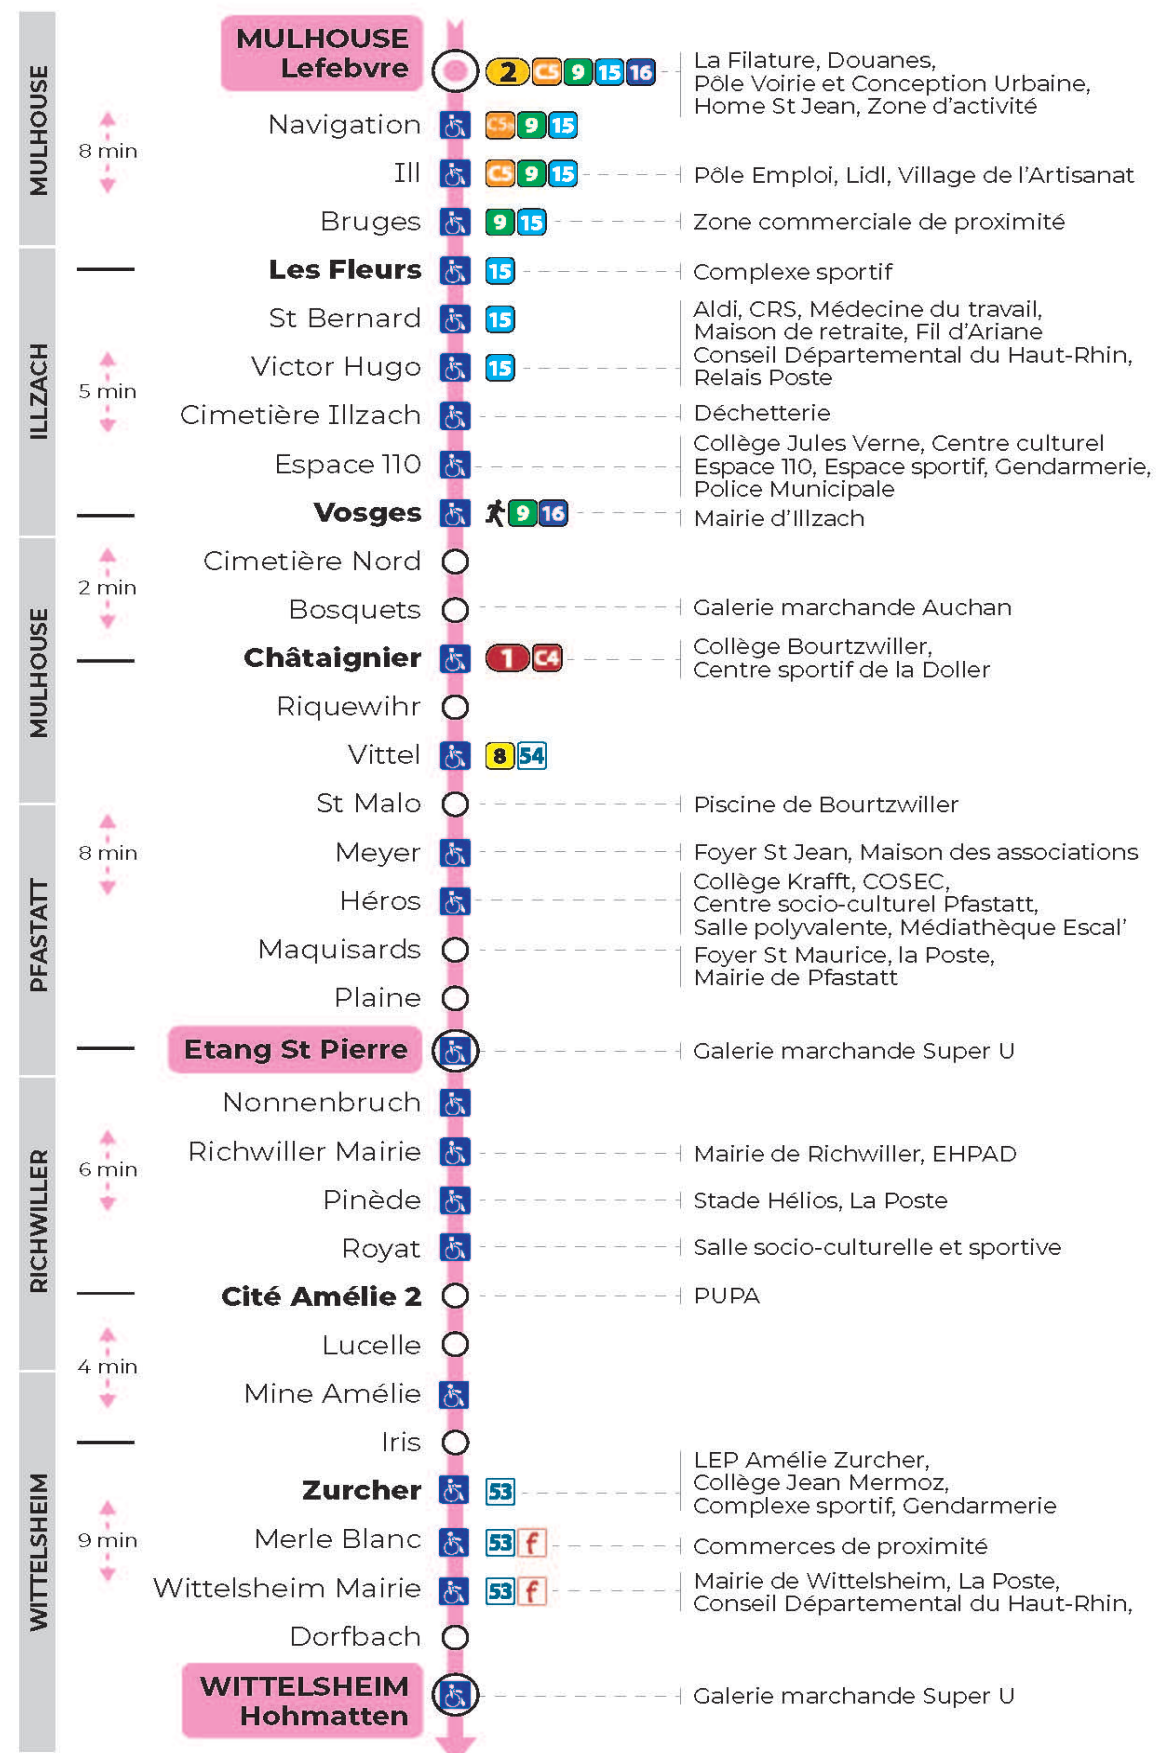 MULHOUSE
MULHOUSE
Lefebvre
2 C5 9 15 16
La Filature, Douanes,
Pôle Voirie et Conception Urbaine,
Home St Jean, Zone d'activité
8 min
Navigation
9 15
Ill
C5 9 15
Pôle Emploi, Lidl, Village de l'Artisanat
Bruges
9 15
Zone commerciale de proximité
ILLZACH
Les Fleurs
15
Complexe sportif
St Bernard
15
Aldi, CRS, Médecine du travail,
Maison de retraite, Fil d'Ariane
Victor Hugo
15
Conseil Départemental du Haut-Rhin,
Relais Poste
5 min
Cimetière Illzach
Déchetterie
Espace 110
Collège Jules Verne, Centre culturel
Espace 110, Espace sportif, Gendarmerie,
Police Municipale
Vosges
9 16
Mairie d'Illzach
MULHOUSE
Cimetière Nord
2 min
Bosquets
Galerie marchande Auchan
Châtaignier
1 C4
Collège Bourtzwiller,
Centre sportif de la Doller
Riquewihr
Vittel
8 54
PFASTATT
St Malo
Piscine de Bourtzwiller
8 min
Meyer
Foyer St Jean, Maison des associations
Héros
Collège Krafft, COSEC,
Centre socio-culturel Pfastatt,
Salle polyvalente, Médiathèque Escal'
Maquisards
Foyer St Maurice, la Poste,
Mairie de Pfastatt
Plaine
Etang St Pierre
Galerie marchande Super U
RICHWILLER
Nonnenbruch
Richwiller Mairie
Mairie de Richwiller, EHPAD
6 min
Pinède
Stade Hélios, La Poste
Royat
Salle socio-culturelle et sportive
Cité Amélie 2
PUPA
Lucelle
4 min
WITTELSHEIM
Mine Amélie
Iris
Zurcher
53
LEP Amélie Zurcher,
Collège Jean Mermoz,
Complexe sportif, Gendarmerie
9 min
Merle Blanc
53 f
Commerces de proximité
Wittelsheim Mairie
53 f
Mairie de Wittelsheim, La Poste,
Conseil Départemental du Haut-Rhin,
Dorfbach
WITTELSHEIM
Hohmatten
Galerie marchande Super U